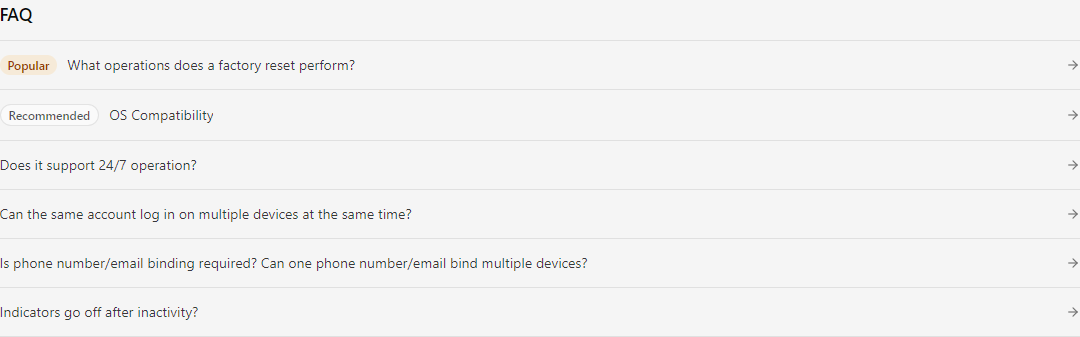 FAQ
Popular What operations does a factory reset perform?
Recommended OS Compatibility
Does it support 24/7 operation?
Can the same account log in on multiple devices at the same time?
Is phone number/email binding required? Can one phone number/email bind multiple devices?
Indicators go off after inactivity?